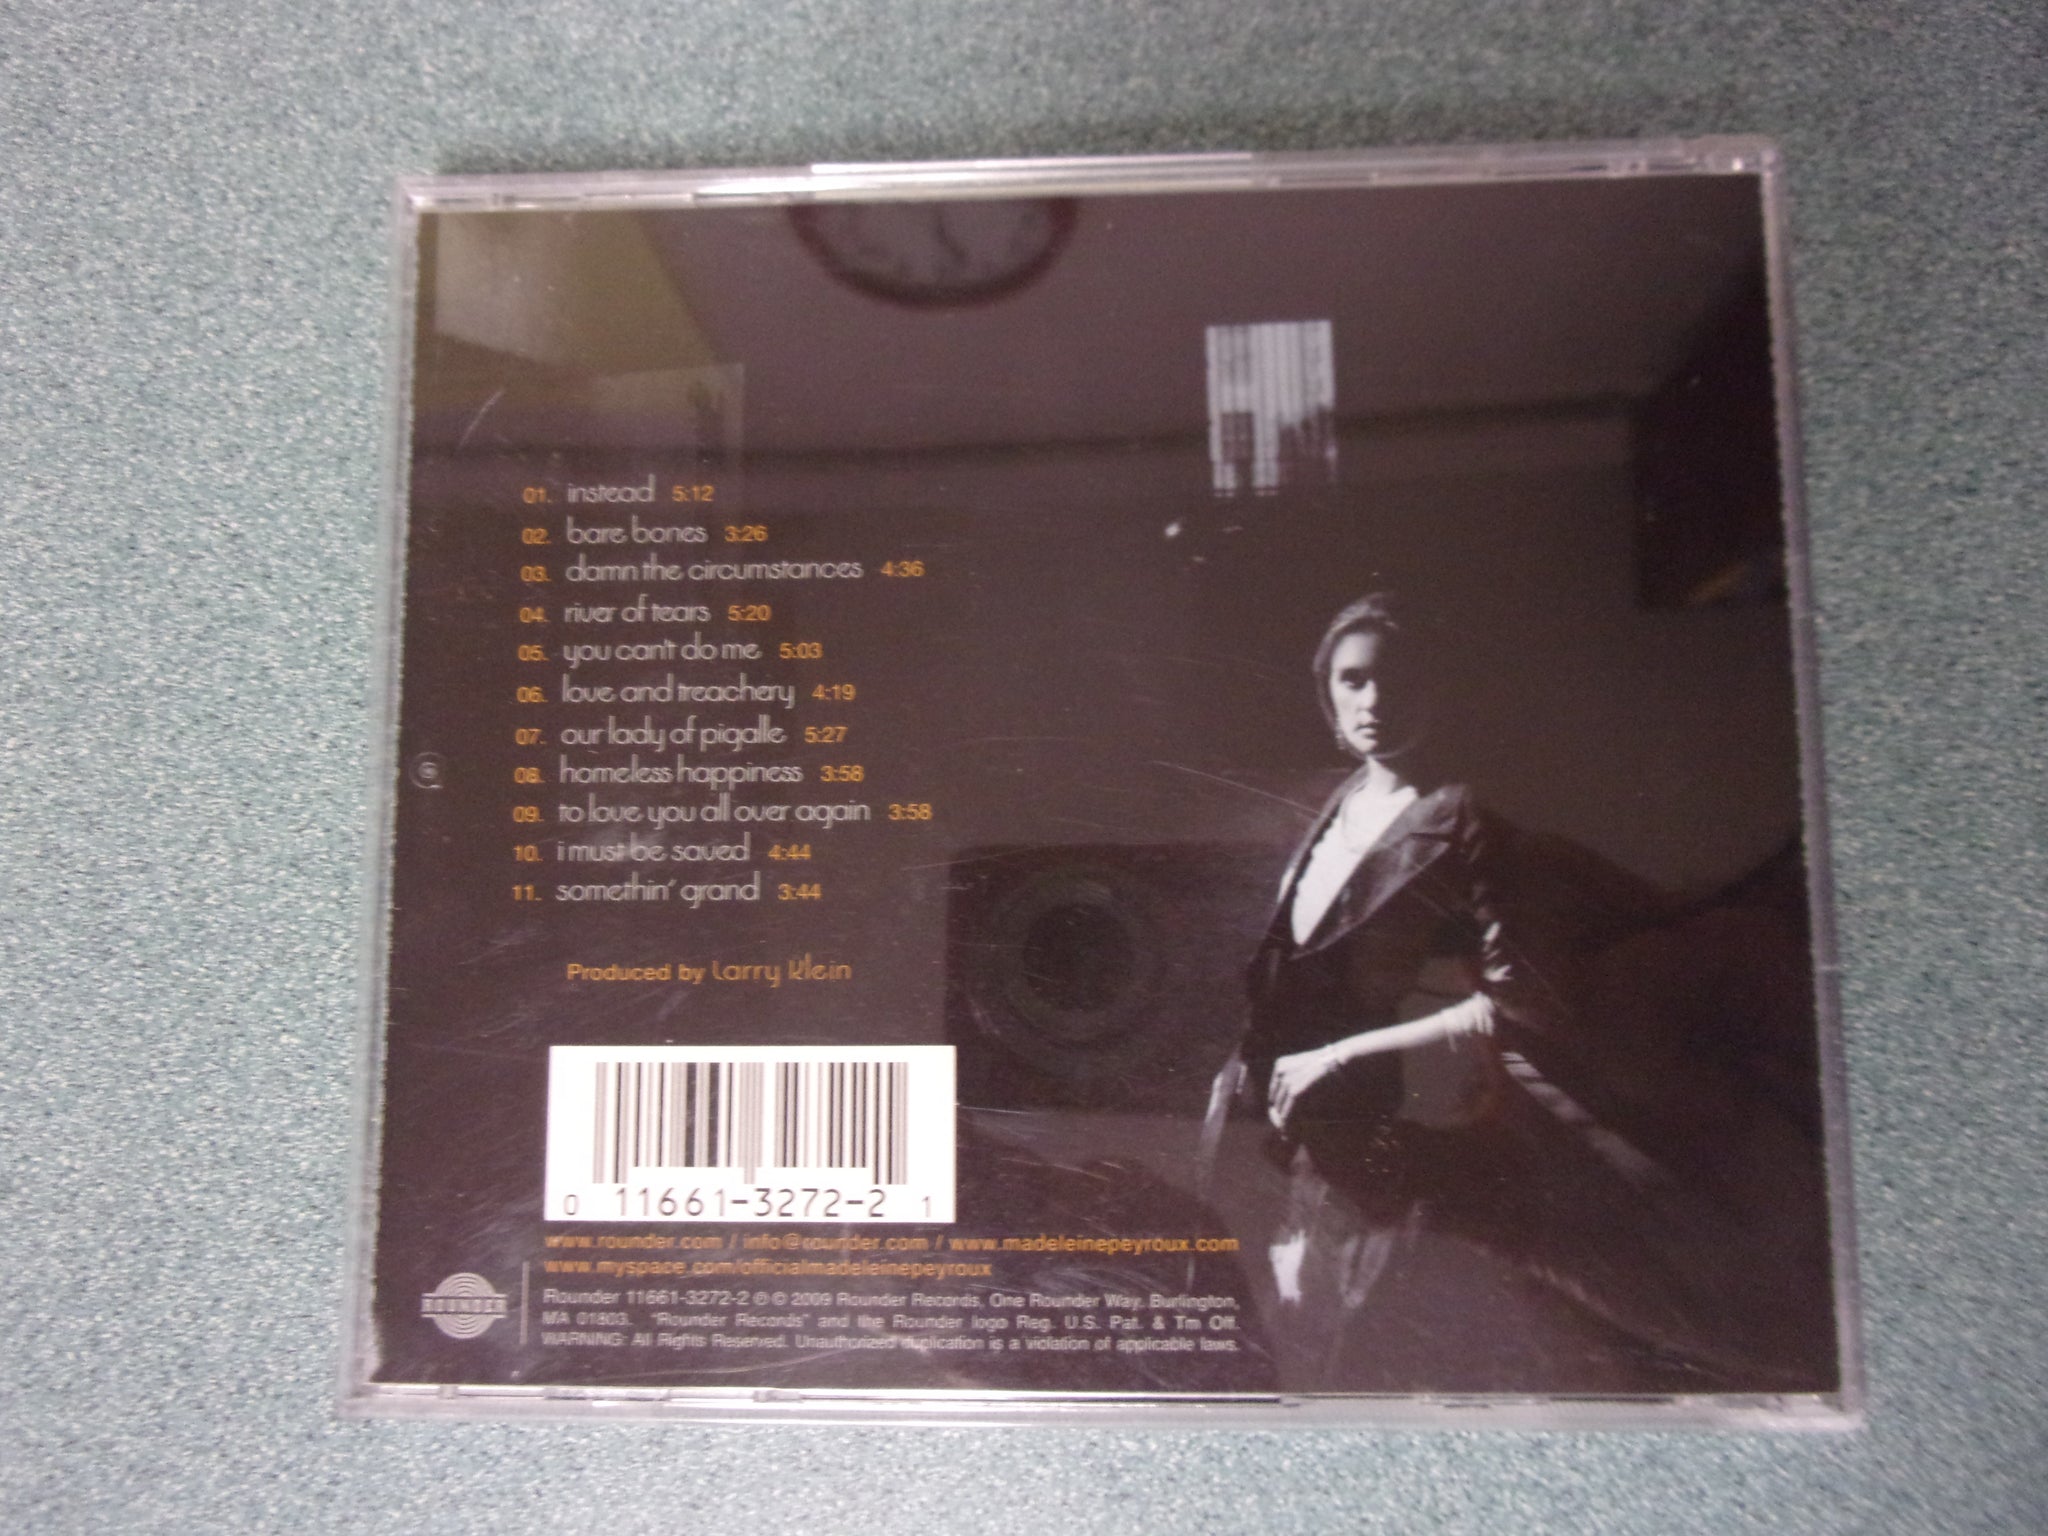 01. instead 5:12
02. bare bones 3:26
03. damn the circumstances 4:36
04. river of tears 5:20
05. you can't do me 5:03
06. love and treachery 4:19
07. our lady of pigalle 5:27
08. homeless happiness 3:58
09. to love you all over again 3:58
10. i must be saved 4:44
11. somethin' grand 3:44
Produced by Larry Klein
0 11661-3272-2 1
www.rounder.com / info@rounder.com / www.madeleinepeyroux.com
www.myspace.com/officialmadeleinepeyroux
ROUNDER
Rounder 11661-3272-2 ℗ © 2009 Rounder Records, One Rounder Way, Burlington,
MA 01803. "Rounder Records" and the Rounder logo Reg. U.S. Pat. & Tm Off.
WARNING: All Rights Reserved. Unauthorized duplication is a violation of applicable laws.